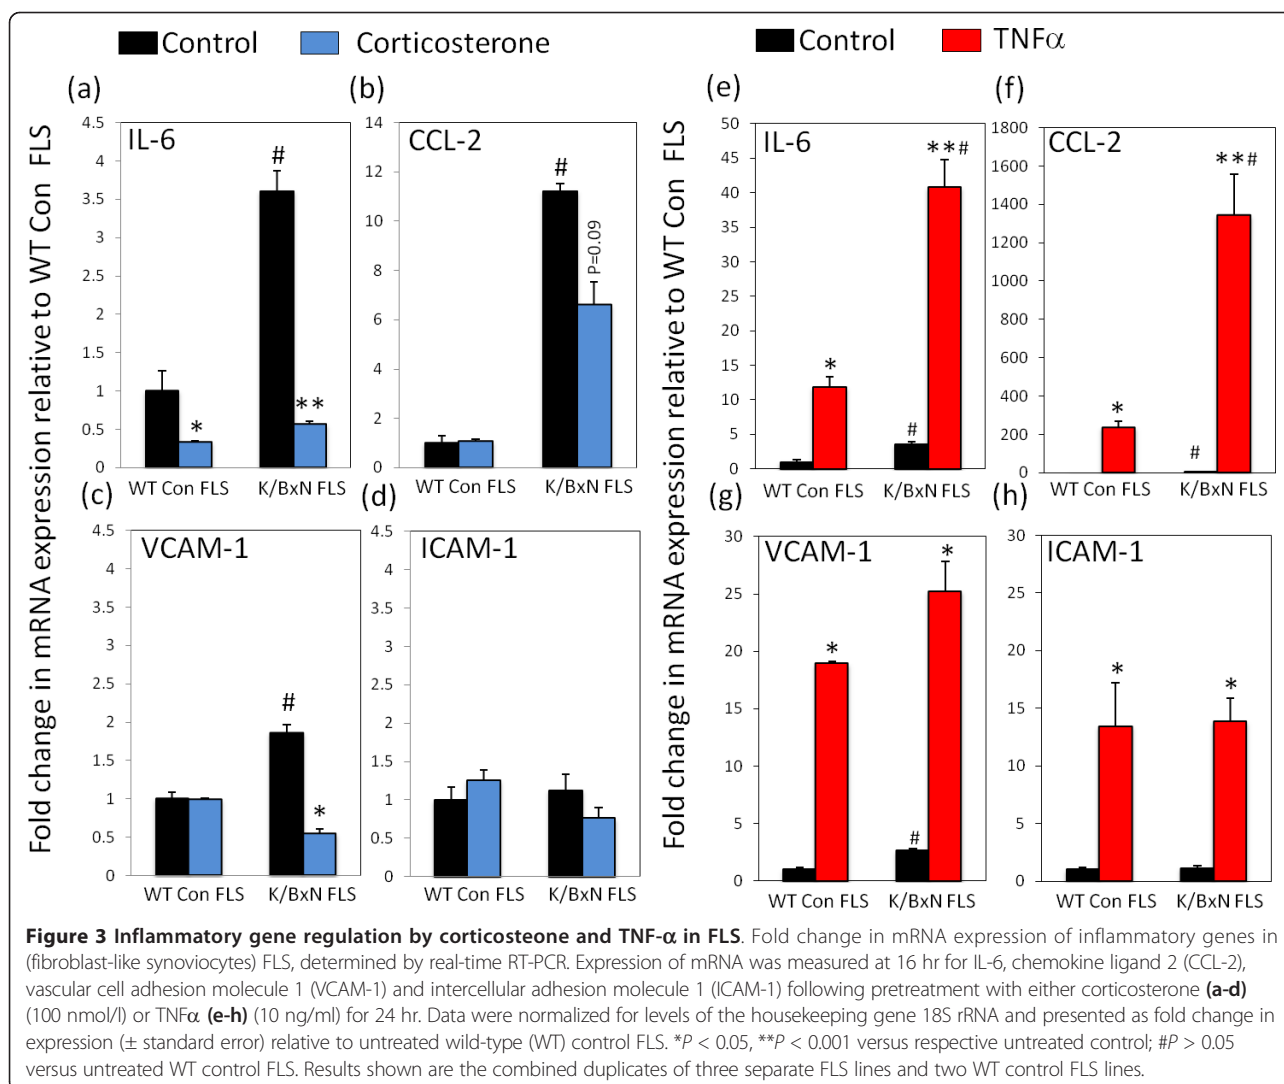 Control Corticosterone
Control TNFα
Fold change in mRNA expression relative to WT Con FLS
(a)
IL-6
4.5
4
3.5
3
2.5
2
1.5
1
0.5
0
#
*
**
WT Con FLS K/BxN FLS
(b)
CCL-2
14
12
10
8
6
4
2
0
#
P=0.09
WT Con FLS K/BxN FLS
(c)
VCAM-1
4.5
4
3.5
3
2.5
2
1.5
1
0.5
0
#
*
WT Con FLS K/BxN FLS
(d)
ICAM-1
4.5
4
3.5
3
2.5
2
1.5
1
0.5
0
WT Con FLS K/BxN FLS
Fold change in mRNA expression relative to WT Con FLS
(e)
IL-6
50
45
40
35
30
25
20
15
10
5
0
*
#
**#
WT Con FLS K/BxN FLS
(f)
CCL-2
1800
1600
1400
1200
1000
800
600
400
200
0
*
#
**#
WT Con FLS K/BxN FLS
(g)
VCAM-1
30
25
20
15
10
5
0
*
#
*
WT Con FLS K/BxN FLS
(h)
ICAM-1
30
25
20
15
10
5
0
*
*
WT Con FLS K/BxN FLS
Figure 3 Inflammatory gene regulation by corticosteone and TNF-α in FLS. Fold change in mRNA expression of inflammatory genes in
(fibroblast-like synoviocytes) FLS, determined by real-time RT-PCR. Expression of mRNA was measured at 16 hr for IL-6, chemokine ligand 2 (CCL-2),
vascular cell adhesion molecule 1 (VCAM-1) and intercellular adhesion molecule 1 (ICAM-1) following pretreatment with either corticosterone (a-d)
(100 nmol/l) or TNFα (e-h) (10 ng/ml) for 24 hr. Data were normalized for levels of the housekeeping gene 18S rRNA and presented as fold change in
expression (± standard error) relative to untreated wild-type (WT) control FLS. *P < 0.05, **P < 0.001 versus respective untreated control; #P > 0.05
versus untreated WT control FLS. Results shown are the combined duplicates of three separate FLS lines and two WT control FLS lines.